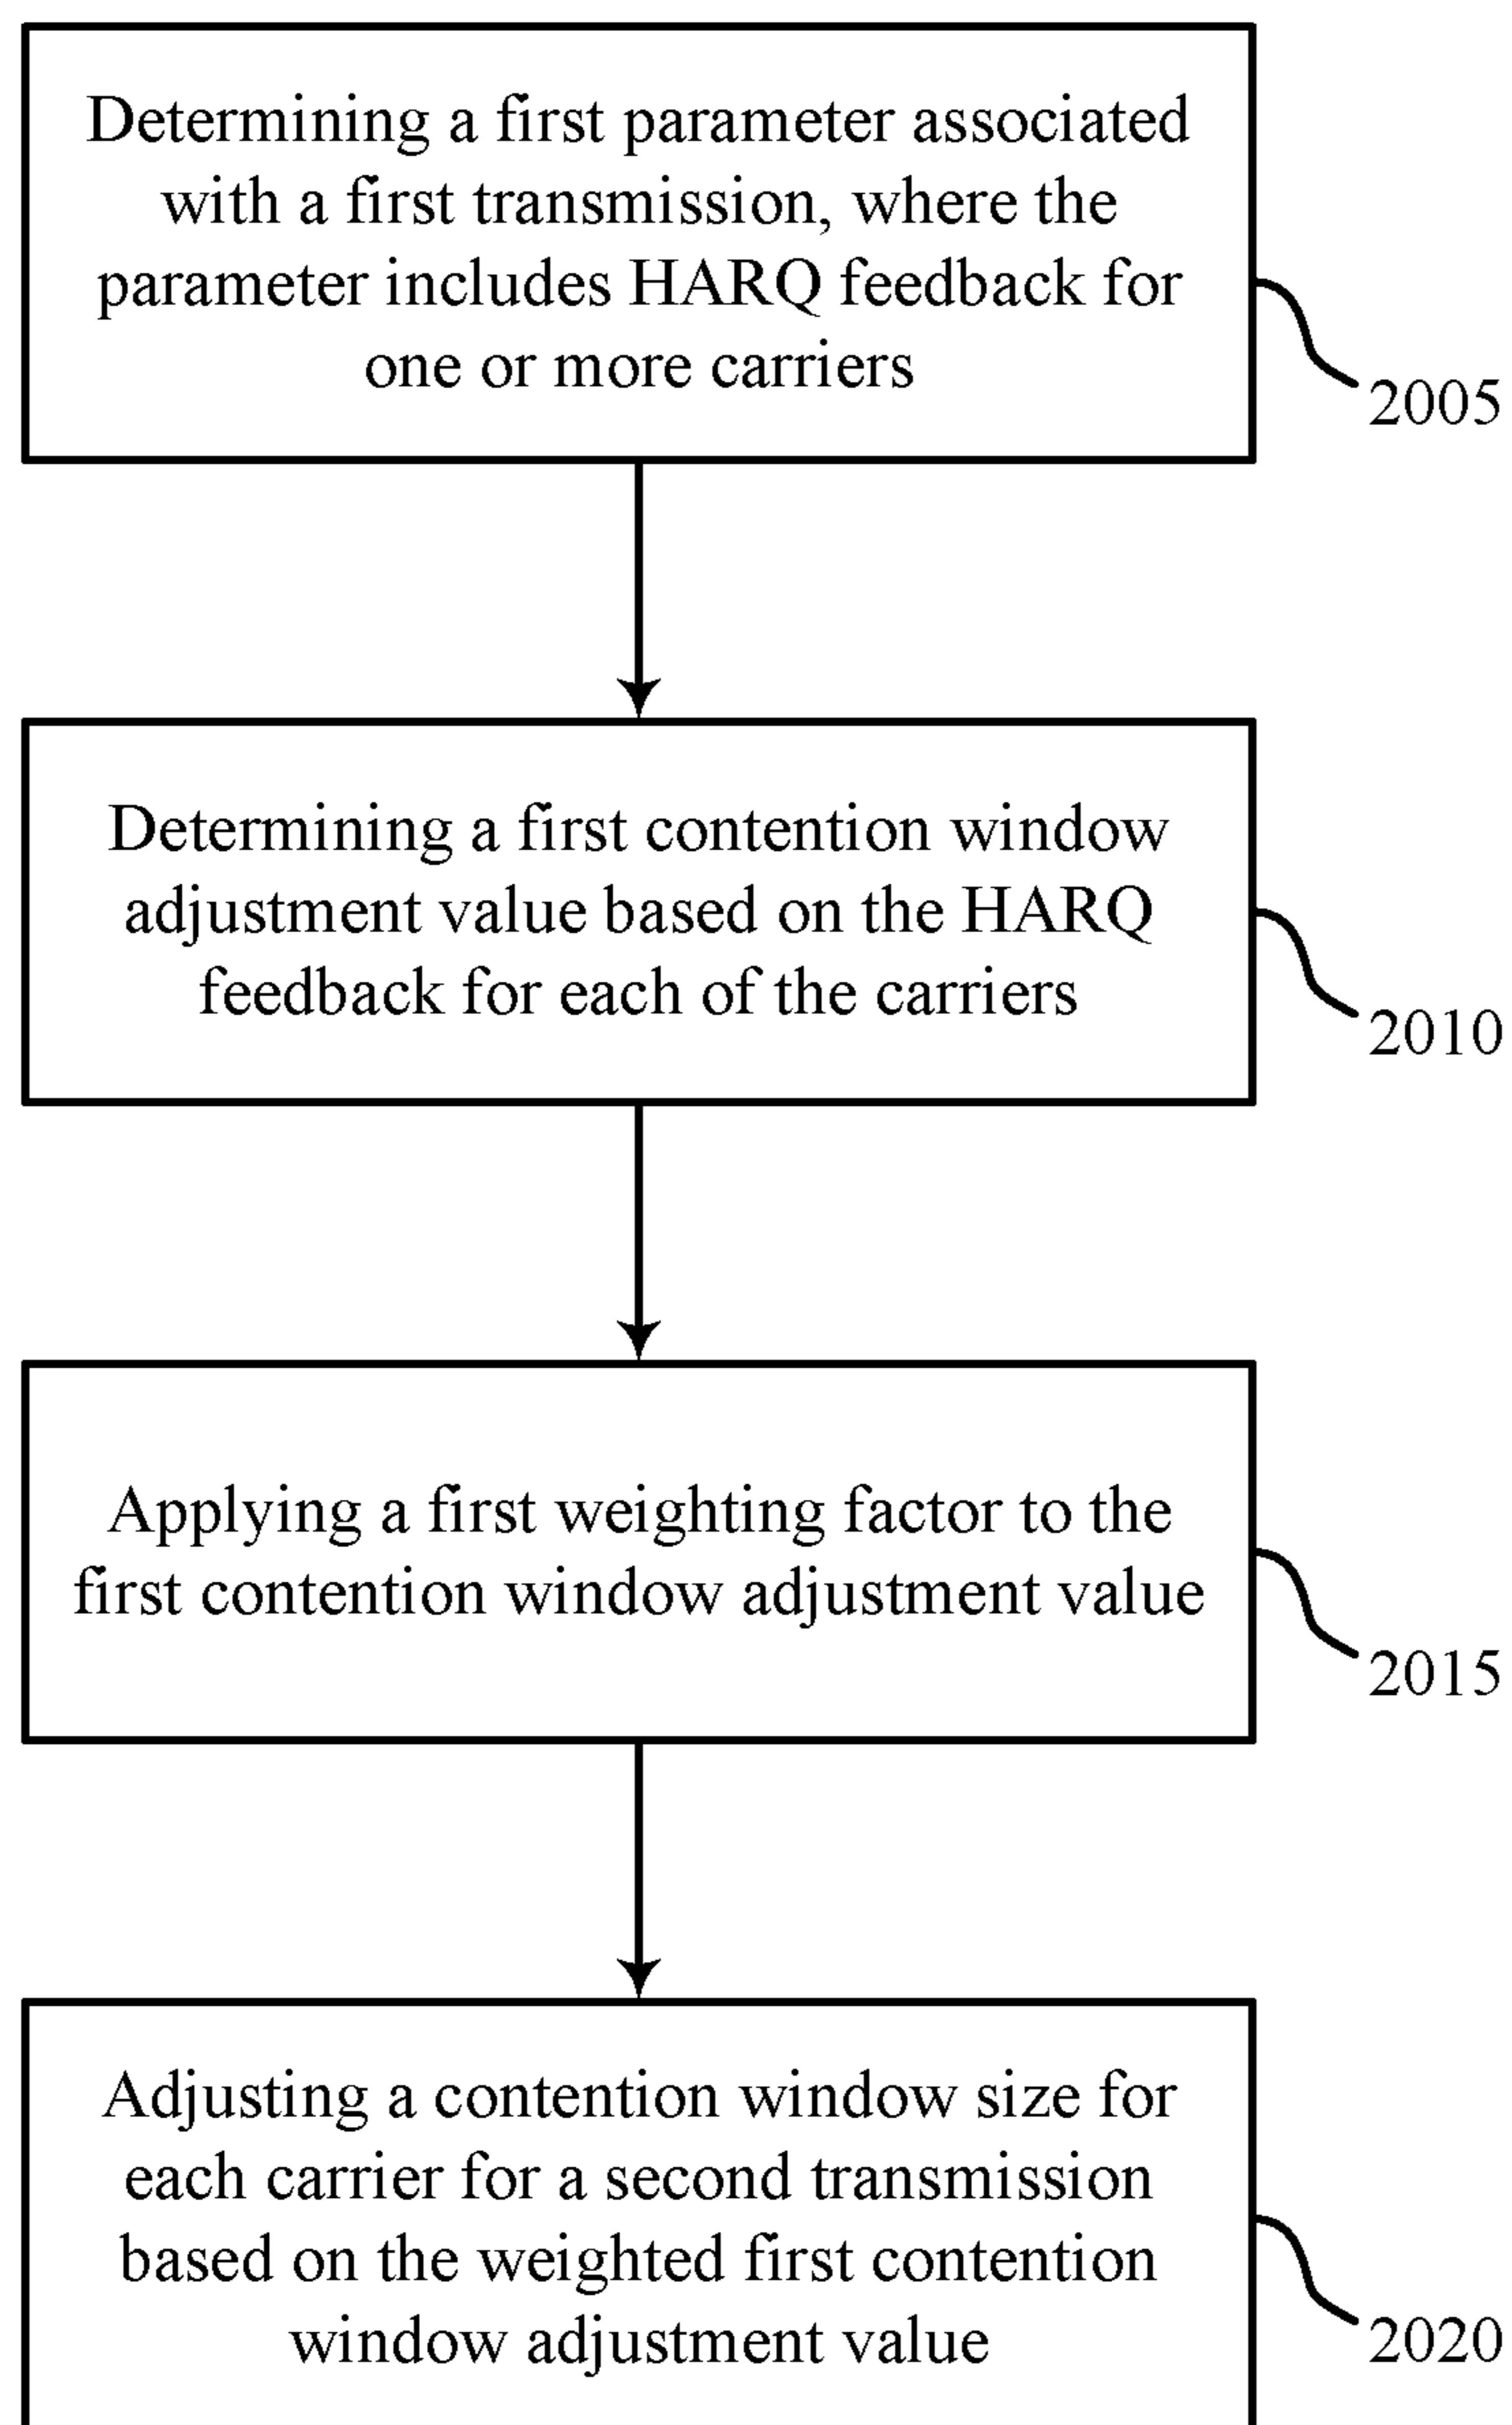 Determining a first parameter associated
with a first transmission, where the
parameter includes HARQ feedback for
one or more carriers
2005
Determining a first contention window
adjustment value based on the HARQ
feedback for each of the carriers
2010
Applying a first weighting factor to the
first contention window adjustment value
2015
Adjusting a contention window size for
each carrier for a second transmission
based on the weighted first contention
window adjustment value
2020